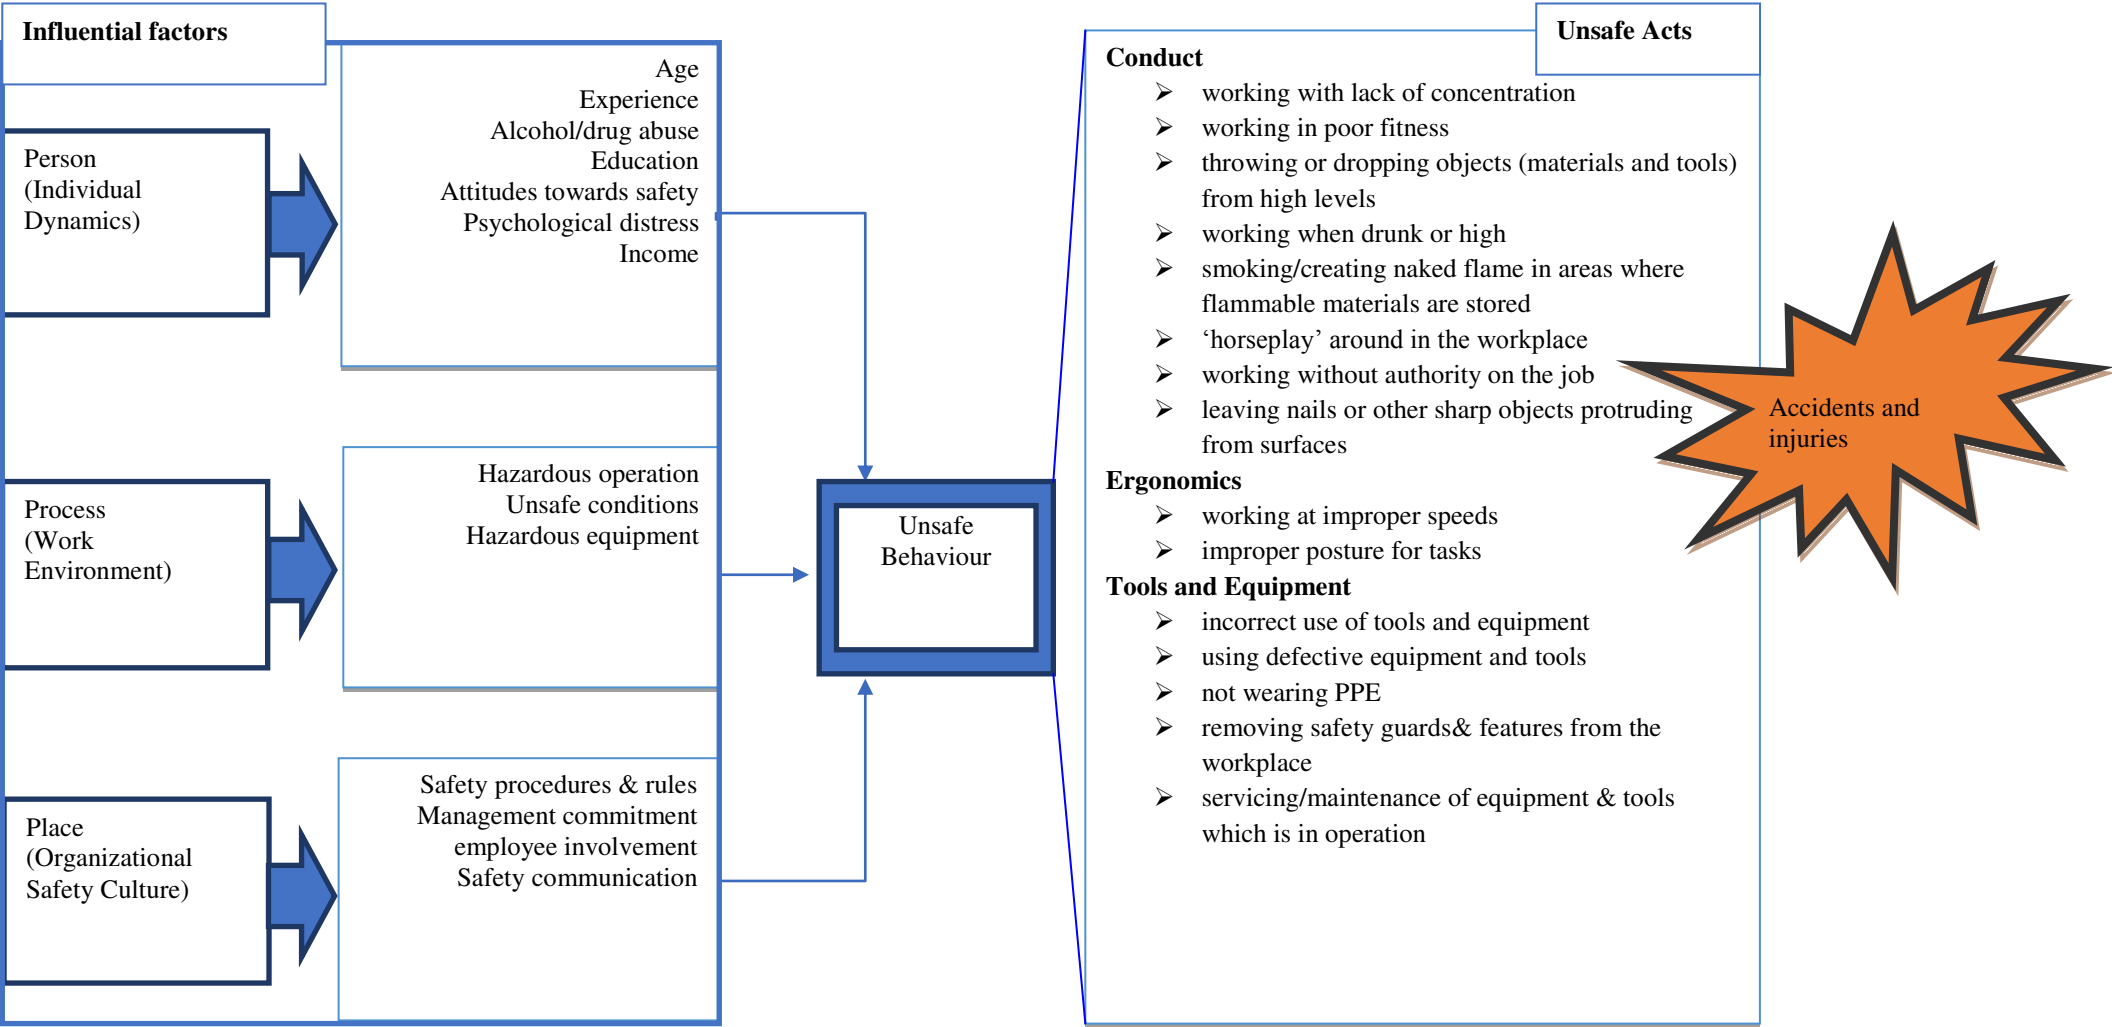 Influential factors
Person
(Individual
Dynamics)
Age
Experience
Alcohol/drug abuse
Education
Attitudes towards safety
Psychological distress
Income
Process
(Work
Environment)
Hazardous operation
Unsafe conditions
Hazardous equipment
Place
(Organizational
Safety Culture)
Safety procedures & rules
Management commitment
employee involvement
Safety communication
Unsafe
Behaviour
Unsafe Acts
Conduct
➢ working with lack of concentration
➢ working in poor fitness
➢ throwing or dropping objects (materials and tools)
from high levels
➢ working when drunk or high
➢ smoking/creating naked flame in areas where
flammable materials are stored
➢ ‘horseplay’ around in the workplace
➢ working without authority on the job
➢ leaving nails or other sharp objects protruding
from surfaces
Ergonomics
➢ working at improper speeds
➢ improper posture for tasks
Tools and Equipment
➢ incorrect use of tools and equipment
➢ using defective equipment and tools
➢ not wearing PPE
➢ removing safety guards& features from the
workplace
➢ servicing/maintenance of equipment & tools
which is in operation
Accidents and
injuries